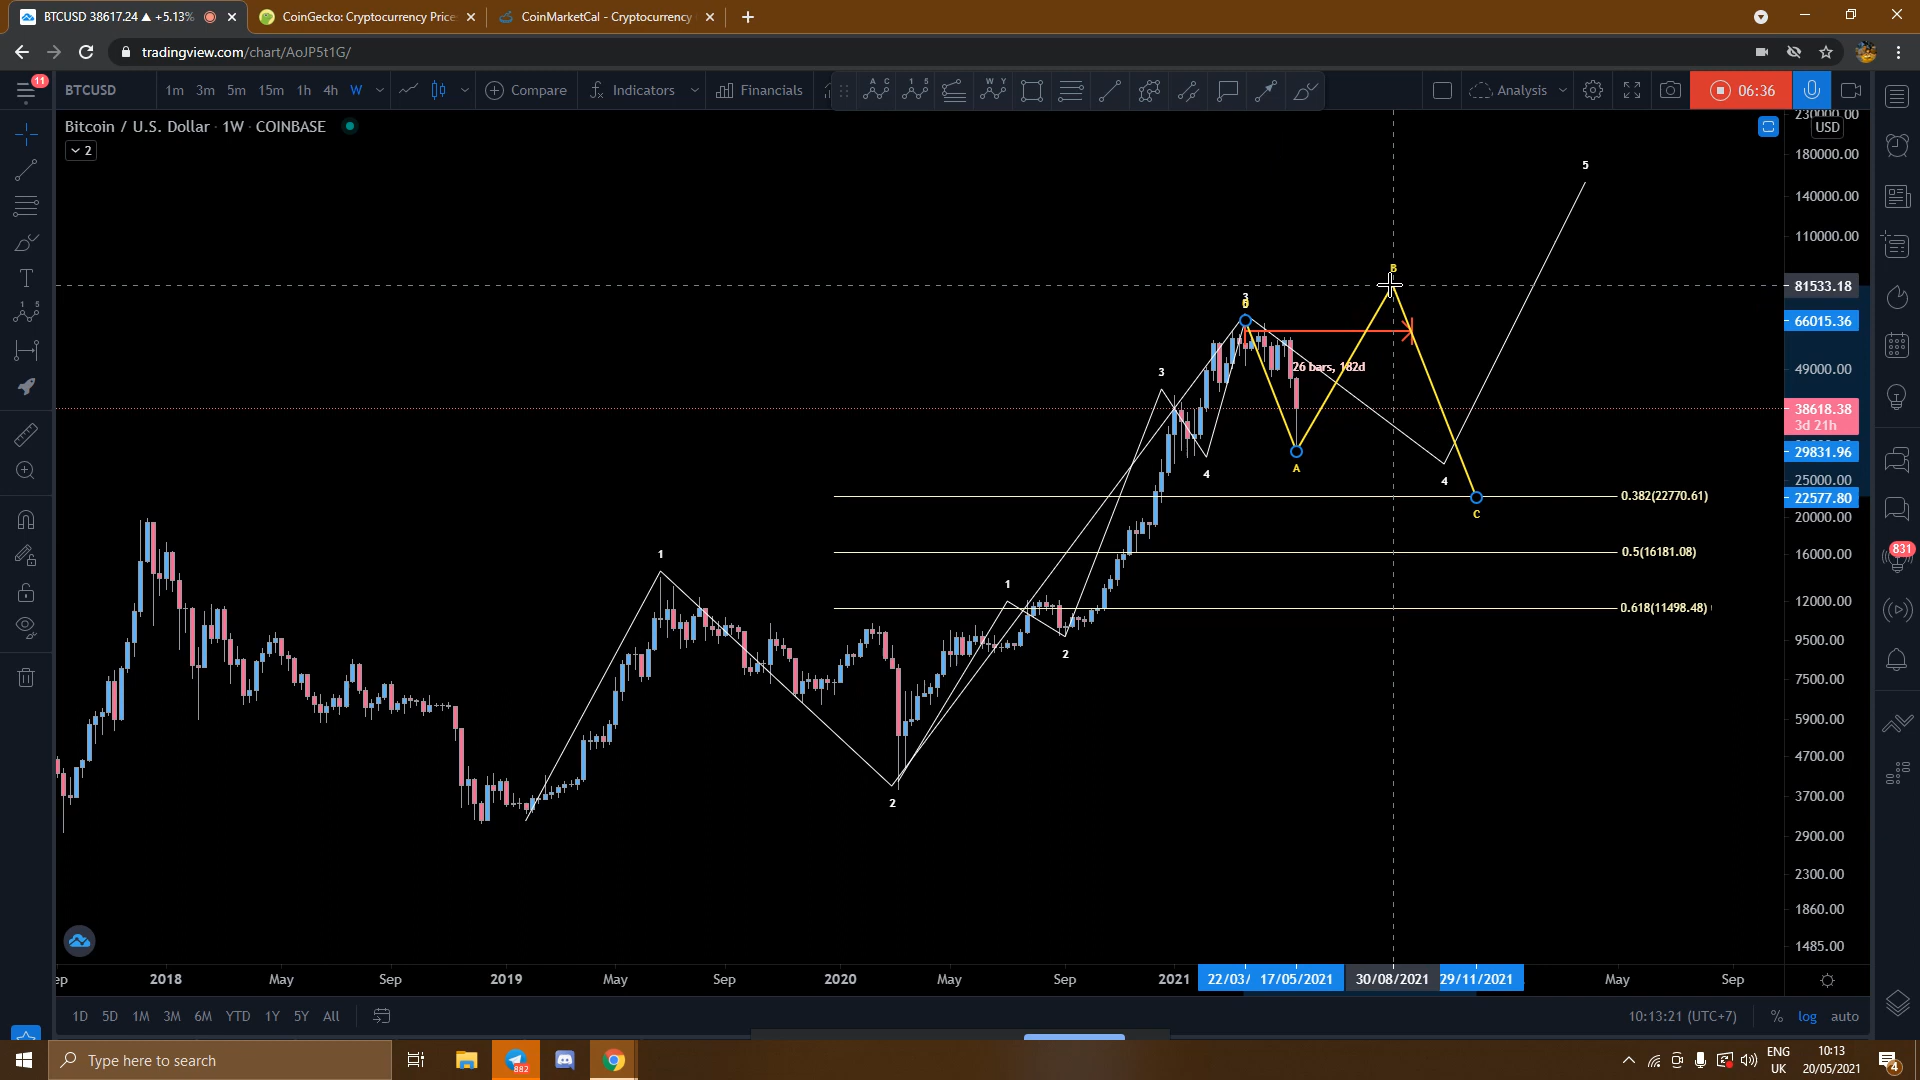 BTCUSD 38617.24 ▲ +5.13%
CoinGecko: Cryptocurrency Price
CoinMarketCal - Cryptocurrency
tradingview.com/chart/AoJP5t1G/
11
BTCUSD
1m 3m 5m 15m 1h 4h W
Compare
Indicators
Financials
A C
1 5
W Y
Analysis
06:36
Bitcoin / U.S. Dollar · 1W · COINBASE
2
USD
230000.00
180000.00
140000.00
110000.00
81533.18
66015.36
49000.00
38618.38
3d 21h
29831.96
25000.00
22577.80
20000.00
16000.00
12000.00
9500.00
7500.00
5900.00
4700.00
3700.00
2900.00
2300.00
1860.00
1485.00
5
B
3
3
26 bars, 182d
4
A
4
C
0.382(22770.61)
0.5(16181.08)
0.618(11498.48)
1
1
2
2
831
2018 May Sep 2019 May Sep 2020 May Sep 2021 22/03/ 17/05/2021 30/08/2021 29/11/2021 May Sep
1D 5D 1M 3M 6M YTD 1Y 5Y All
10:13:21 (UTC+7) % log auto
Type here to search
882
ENG
UK
10:13
20/05/2021
4